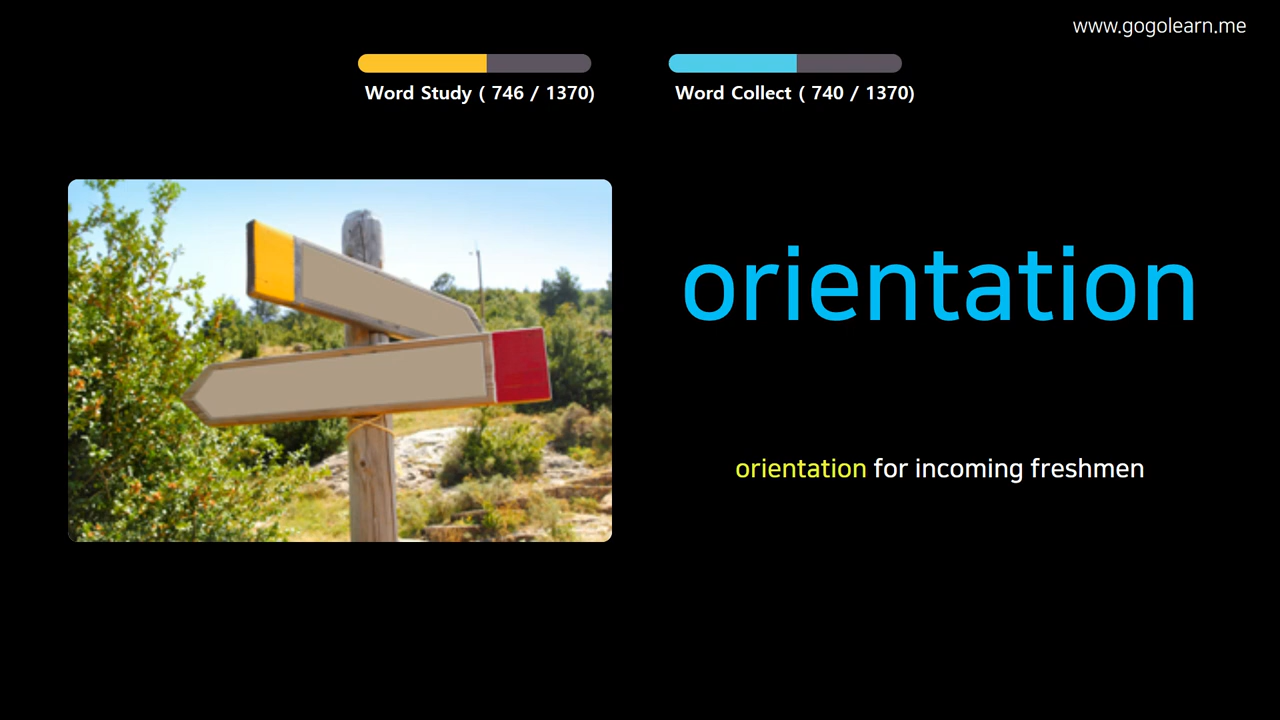 www.gogolearn.me
Word Study ( 746 / 1370)
Word Collect ( 740 / 1370)
orientation
orientation for incoming freshmen